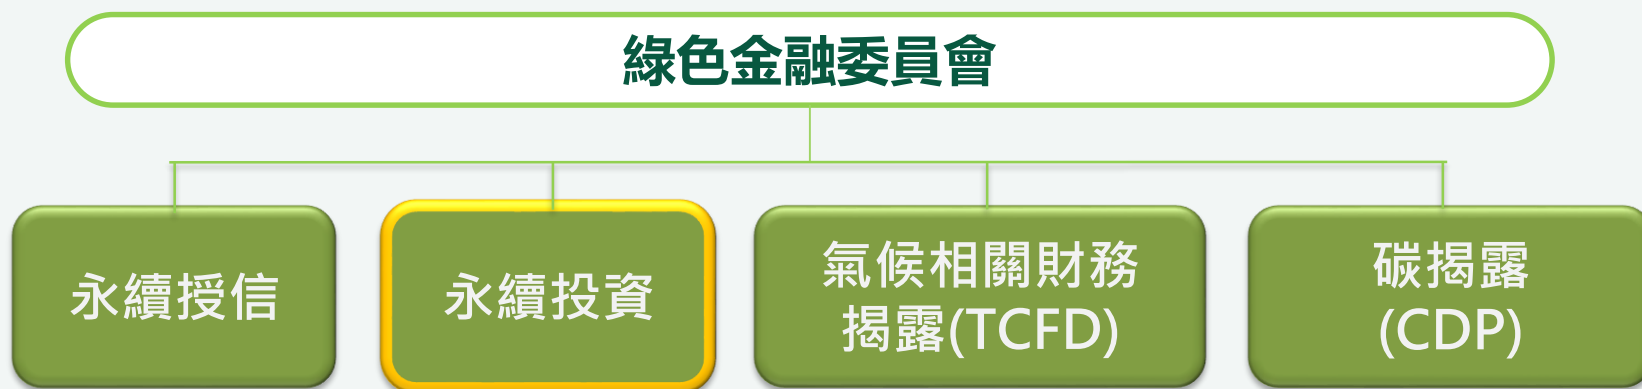 綠色金融委員會
永續授信
永續投資
氣候相關財務
揭露(TCFD)
碳揭露
(CDP)